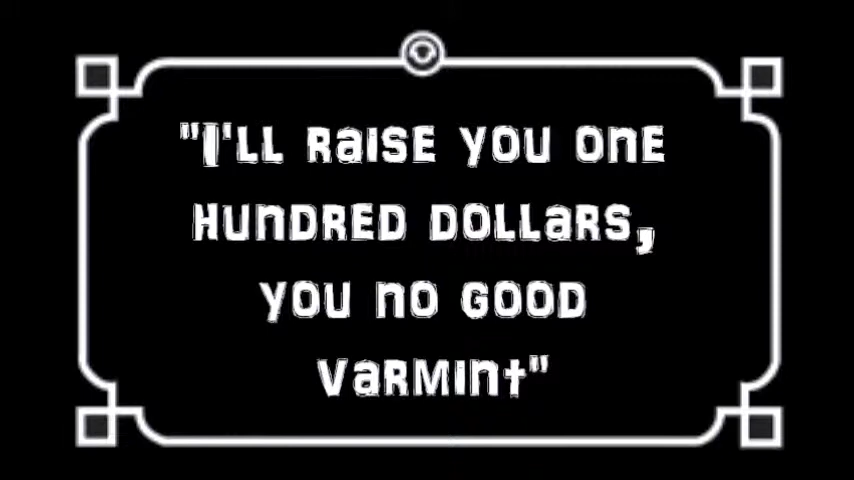 "I'll raise you one
hundred dollars,
you no good
varmint"